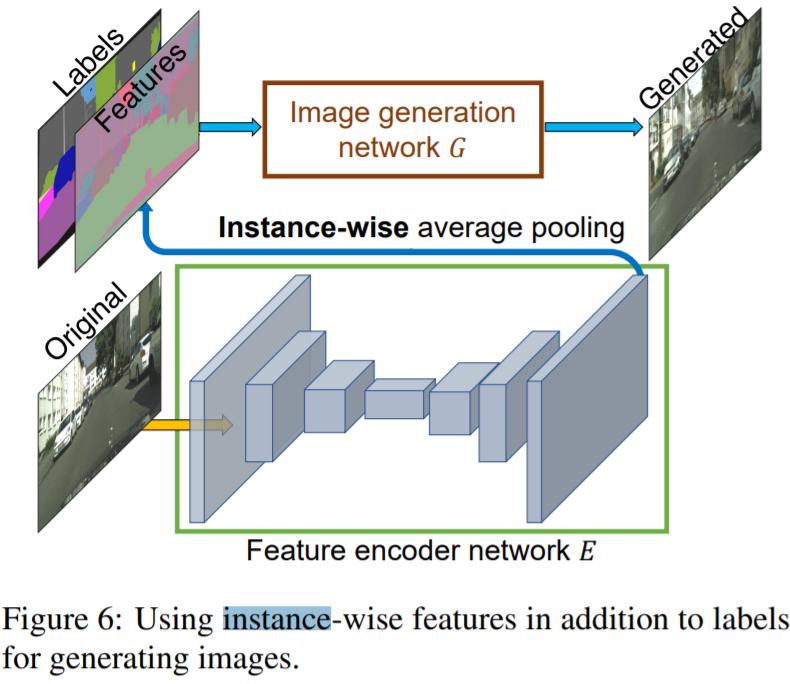 Labels
Features
Generated
Image generation
network G
Instance-wise average pooling
Original
Feature encoder network E
Figure 6: Using instance-wise features in addition to labels
for generating images.